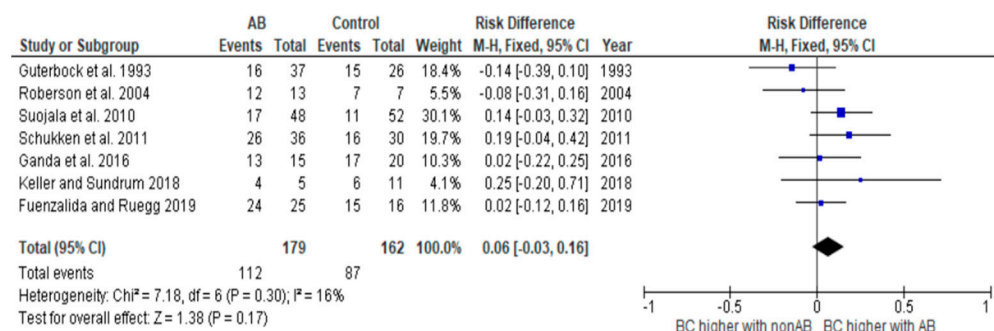 AB Control Risk Difference Risk Difference
Study or Subgroup Events Total Events Total Weight M-H, Fixed, 95% CI Year M-H, Fixed, 95% CI
Guterbock et al. 1993 16 37 15 26 18.4% -0.14 [-0.39, 0.10] 1993
Roberson et al. 2004 12 13 7 7 5.5% -0.08 [-0.31, 0.16] 2004
Suojala et al. 2010 17 48 11 52 30.1% 0.14 [-0.03, 0.32] 2010
Schukken et al. 2011 26 36 16 30 19.7% 0.19 [-0.04, 0.42] 2011
Ganda et al. 2016 13 15 17 20 10.3% 0.02 [-0.22, 0.25] 2016
Keller and Sundrum 2018 4 5 6 11 4.1% 0.25 [-0.20, 0.71] 2018
Fuenzalida and Ruegg 2019 24 25 15 16 11.8% 0.02 [-0.12, 0.16] 2019
Total (95% CI) 179 162 100.0% 0.06 [-0.03, 0.16]
Total events 112 87
Heterogeneity: Chi² = 7.18, df = 6 (P = 0.30); I² = 16%
Test for overall effect: Z = 1.38 (P = 0.17)
-1 -0.5 0 0.5 1
BC higher with nonAB BC higher with AB